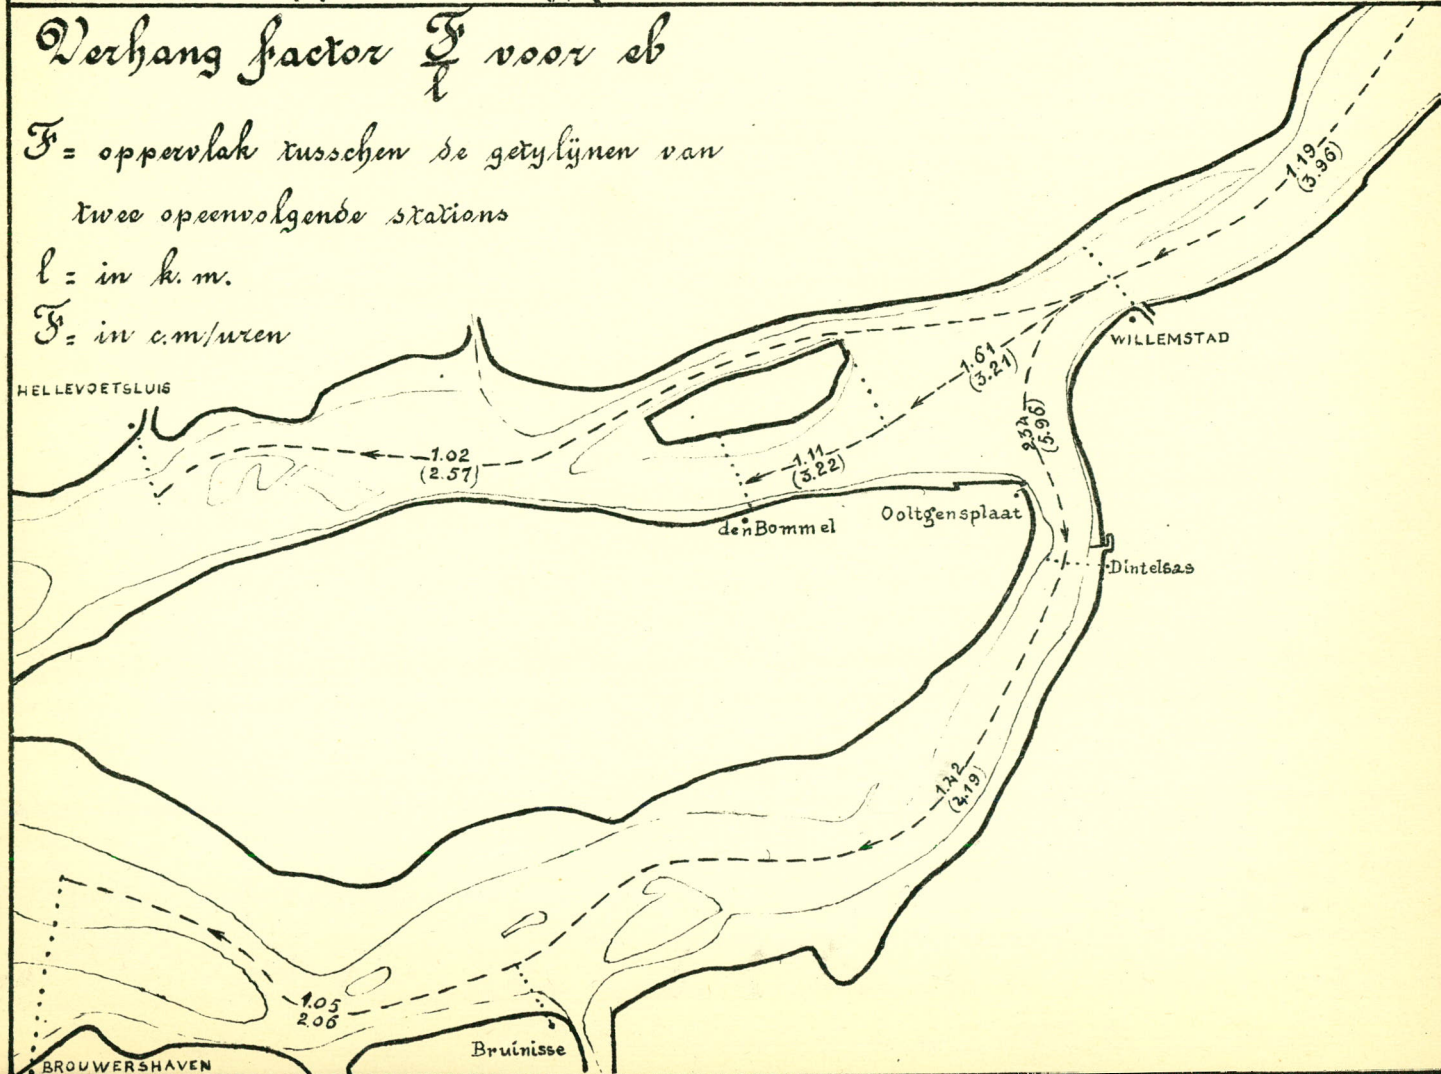 Verhang factor F/l voor eb
F = oppervlak tusschen de getylijnen van
twee opeenvolgende stations
l = in k.m.
F = in c.m/uren
HELLEVOETSLUIS
1.19
(3.96)
WILLEMSTAD
1.61
(3.21)
2.34
(5.96)
1.02
(2.57)
1.11
(3.22)
den Bommel
Ooltgensplaat
Dintelsas
1.42
(4.19)
1.05
2.06
Bruinisse
BROUWERSHAVEN